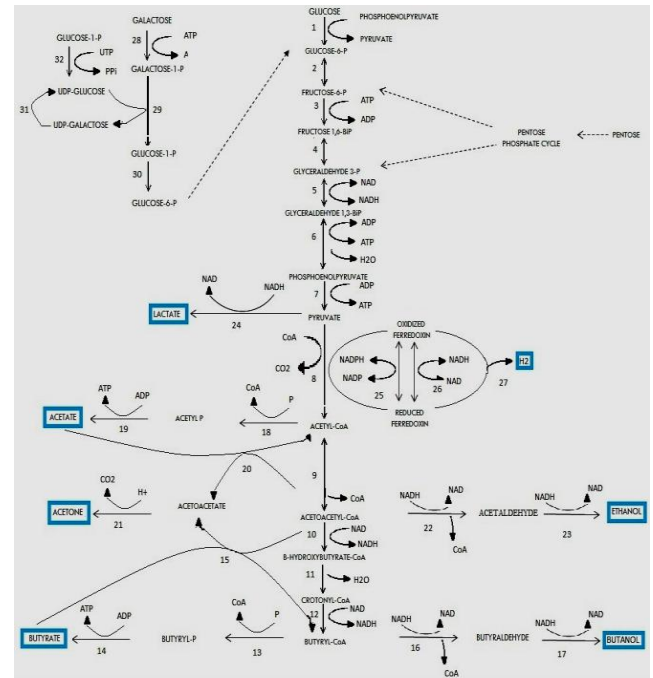 GLUCOSE
1
PHOSPHOENOLPYRUVATE
PYRUVATE
GLUCOSE-6-P
2
FRUCTOSE-6-P
3
ATP
ADP
FRUCTOSE 1,6-BiP
4
GLYCERALDEHYDE 3-P
5
NAD
NADH
GLYCERALDEHYDE 1,3-BiP
6
ADP
ATP
H2O
PHOSPHOENOLPYRUVATE
7
ADP
ATP
PYRUVATE
GALACTOSE
28
ATP
A
GALACTOSE-1-P
GLUCOSE-1-P
32
UTP
PPi
UDP-GLUCOSE
31
29
UDP-GALACTOSE
GLUCOSE-1-P
30
GLUCOSE-6-P
PENTOSE
PHOSPHATE CYCLE
PENTOSE
NAD
NADH
LACTATE
24
CoA
CO2
8
OXIDIZED
FERREDOXIN
NADPH
NADP
25
NADH
NAD
26
27
H2
REDUCED
FERREDOXIN
ATP
ADP
ACETATE
19
ACETYL P
CoA
P
18
ACETYL-CoA
20
9
CoA
CO2
H+
ACETONE
21
ACETOACETATE
ACETOACETYL-CoA
NADH
NAD
22
CoA
ACETALDEHYDE
NADH
NAD
23
ETHANOL
10
NAD
NADH
15
B-HYDROXYBUTYRATE-CoA
11
H2O
CROTONYL-CoA
12
NAD
NADH
ATP
ADP
BUTYRATE
14
BUTYRYL-P
CoA
P
13
BUTYRYL-CoA
NADH
NAD
16
CoA
BUTYRALDEHYDE
NADH
NAD
17
BUTANOL